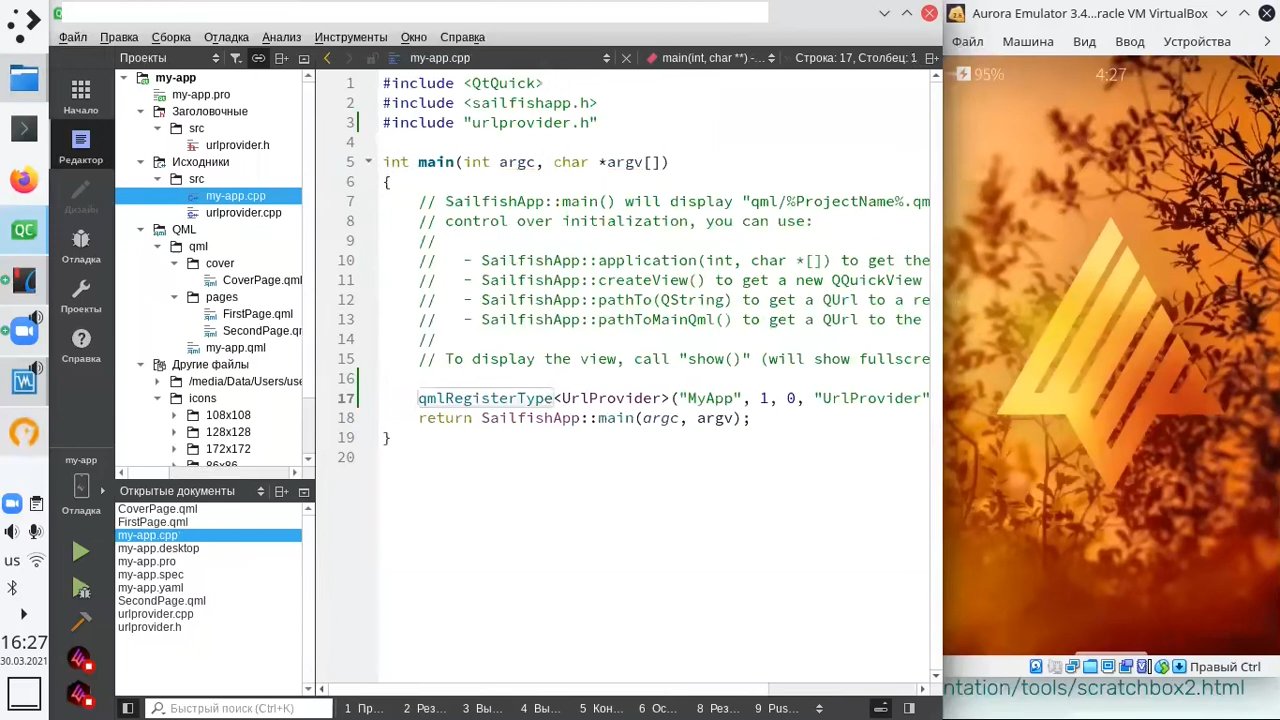 Файл Правка Сборка Отладка Анализ Инструменты Окно Справка
Проекты
my-app.cpp
main(int, char **) -...
Строка: 17, Столбец: 1
Начало
Редактор
Дизайн
Отладка
Проекты
Справка
my-app
Отладка
us
16:27
30.03.2021
my-app
my-app.pro
Заголовочные
src
urlprovider.h
Исходники
src
my-app.cpp
urlprovider.cpp
QML
qml
cover
CoverPage.qml
pages
FirstPage.qml
SecondPage.q
my-app.qml
Другие файлы
/media/Data/Users/use
icons
108x108
128x128
172x172
86x86
Открытые документы
CoverPage.qml
FirstPage.qml
my-app.cpp
my-app.desktop
my-app.pro
my-app.spec
my-app.yaml
SecondPage.qml
urlprovider.cpp
urlprovider.h
1 #include <QtQuick>
2 #include <sailfishapp.h>
3 #include "urlprovider.h"
4
5 int main(int argc, char *argv[])
6 {
7 // SailfishApp::main() will display "qml/%ProjectName%.qm
8 // control over initialization, you can use:
9 //
10 // - SailfishApp::application(int, char *[]) to get the
11 // - SailfishApp::createView() to get a new QQuickView
12 // - SailfishApp::pathTo(QString) to get a QUrl to a re
13 // - SailfishApp::pathToMainQml() to get a QUrl to the
14 //
15 // To display the view, call "show()" (will show fullscre
16
17 qmlRegisterType<UrlProvider>("MyApp", 1, 0, "UrlProvider"
18 return SailfishApp::main(argc, argv);
19 }
20
Быстрый поиск (Ctrl+K)
1 Пр... 2 Рез... 3 Вы... 4 Вы... 5 Кон... 6 Ос... 8 Рез... 9 Pus...
Aurora Emulator 3.4...racle VM VirtualBox
Файл Машина Вид Ввод Устройства
95%
4:27
Правый Ctrl
ntation/tools/scratchbox2.html